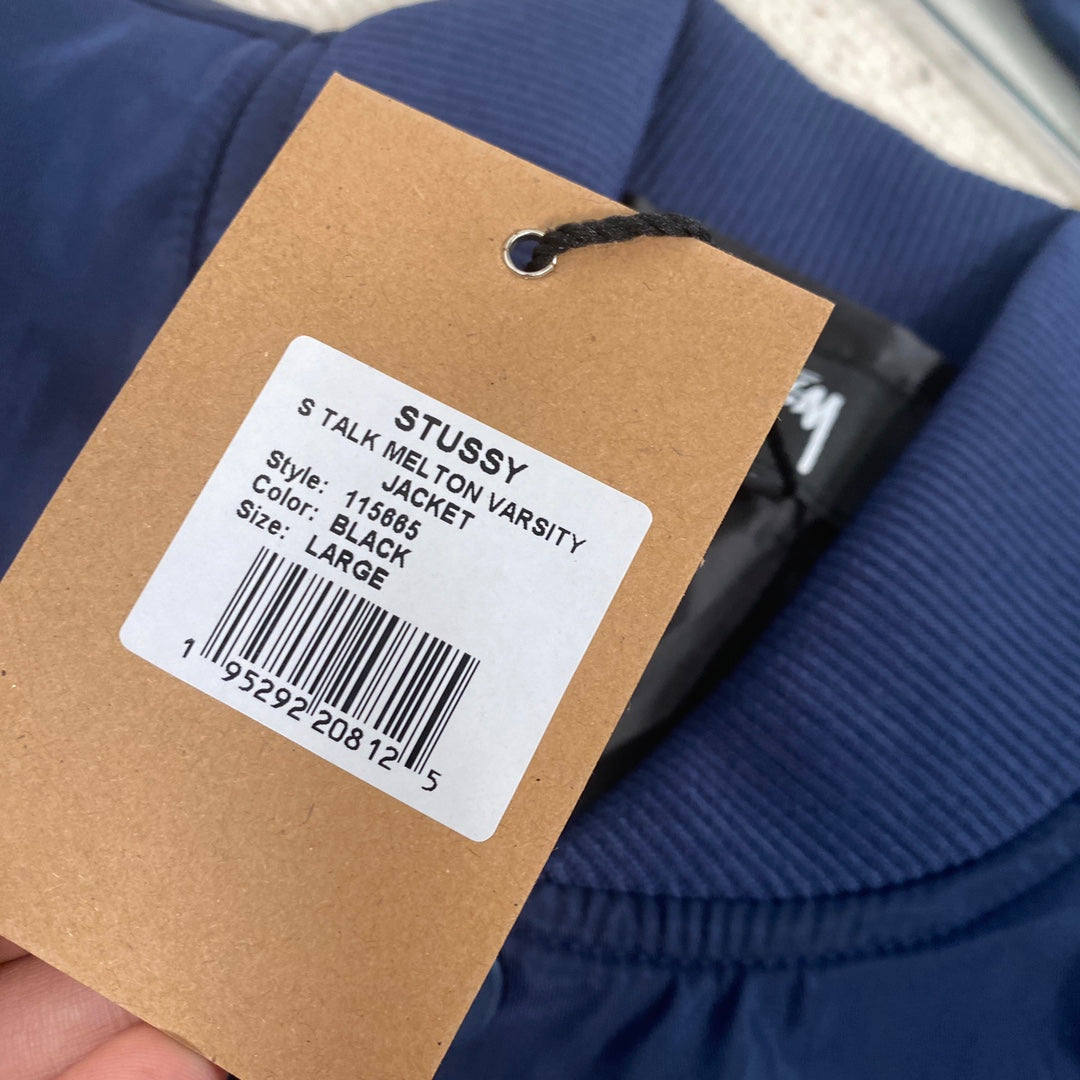 STUSSY
S TALK MELTON VARSITY
JACKET
Style: 115665
Color: BLACK
Size: LARGE
1 95292 20812 5